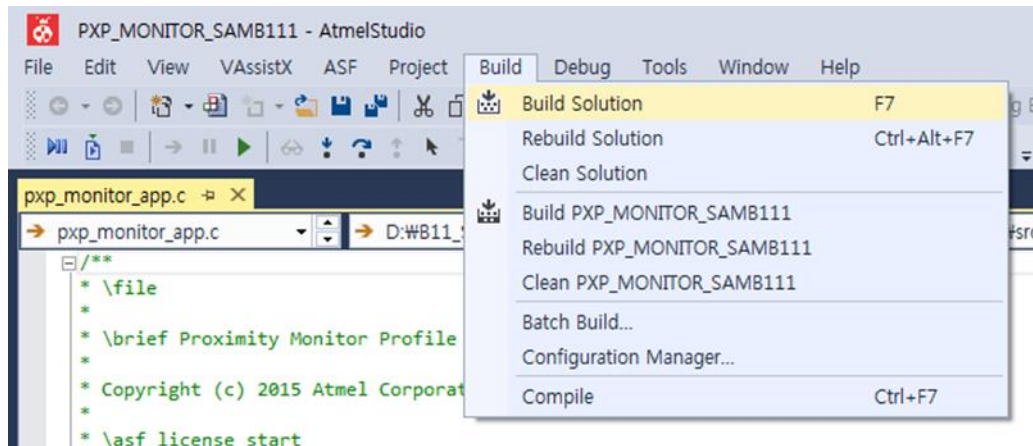 PXP_MONITOR_SAMB111 - AtmelStudio
File Edit View VAssistX ASF Project Build Debug Tools Window Help
Build Solution F7
Rebuild Solution Ctrl+Alt+F7
Clean Solution
pxp_monitor_app.c
Build PXP_MONITOR_SAMB111
pxp_monitor_app.c D:₩B11_
Rebuild PXP_MONITOR_SAMB111
/**
* \file
Clean PXP_MONITOR_SAMB111
*
Batch Build...
* \brief Proximity Monitor Profile
*
Configuration Manager...
* Copyright (c) 2015 Atmel Corporat
Compile Ctrl+F7
*
* \asf license start